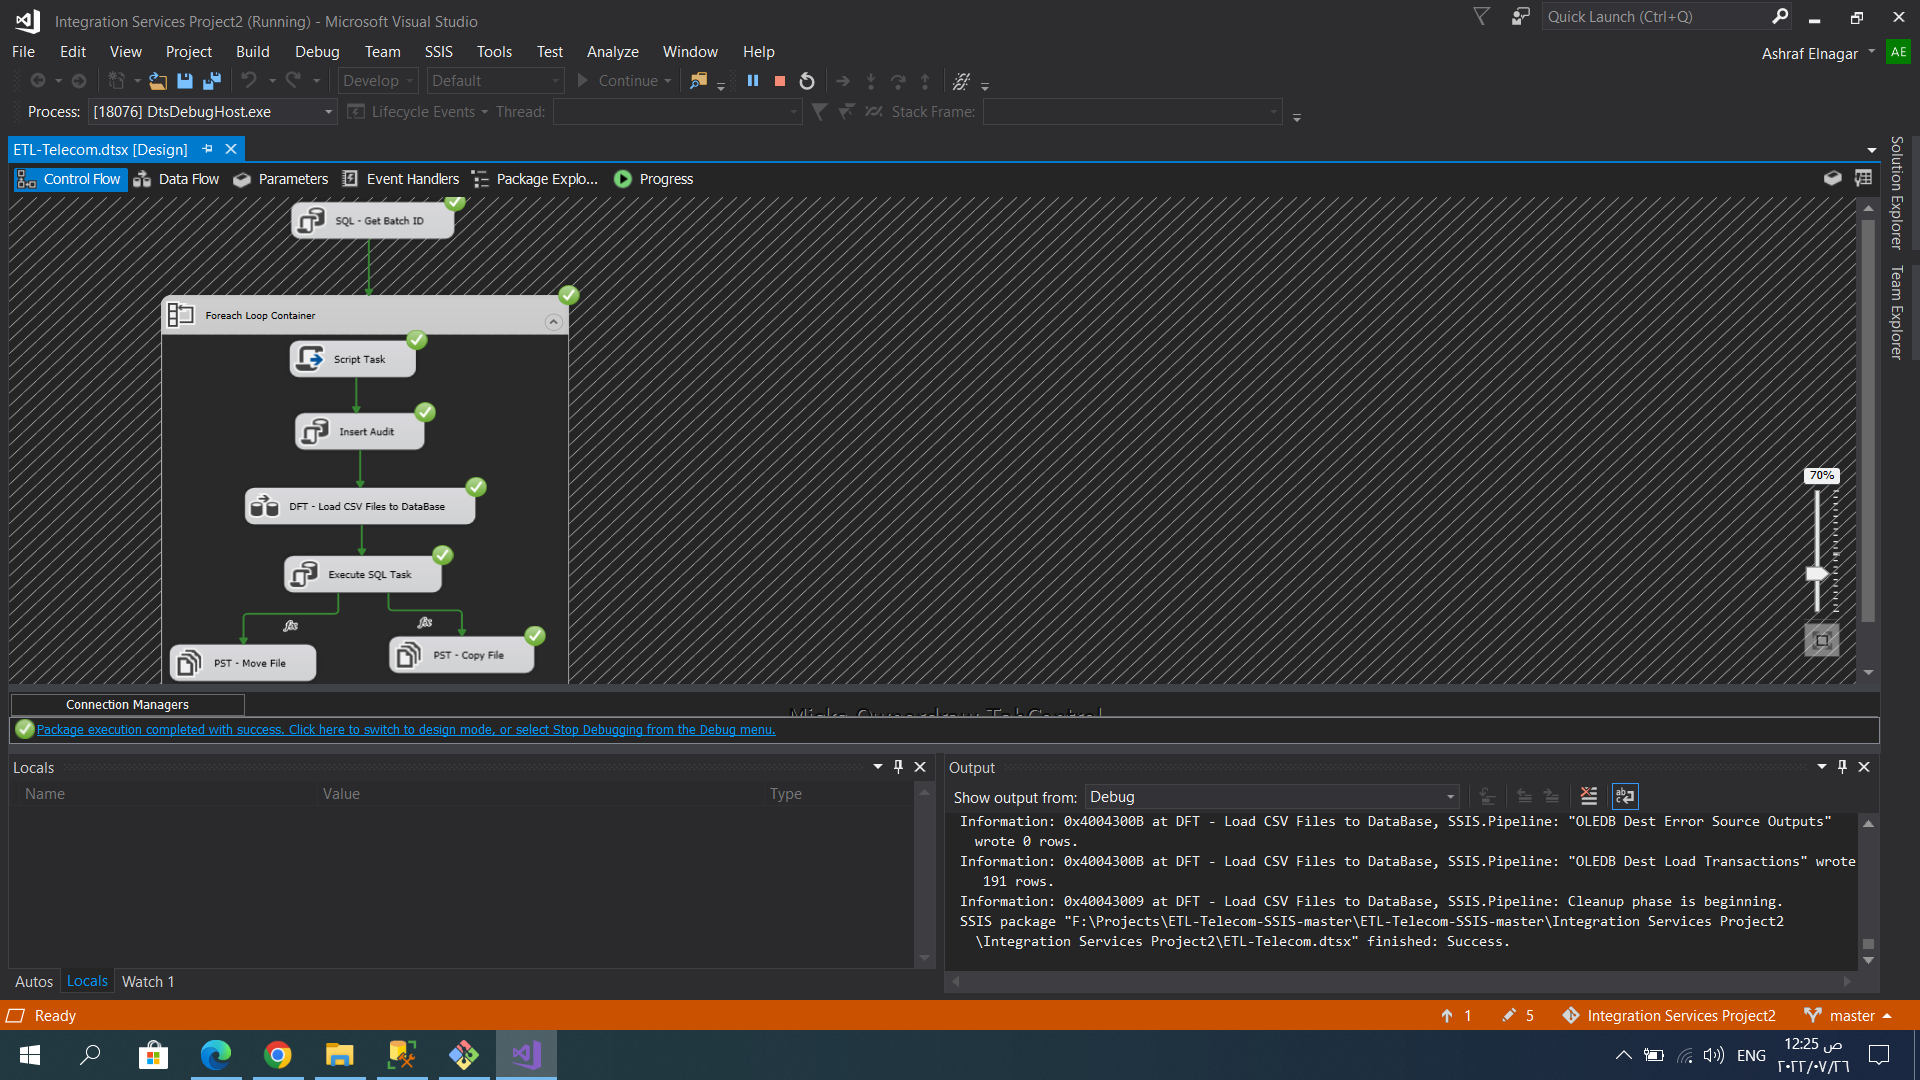 Integration Services Project2 (Running) - Microsoft Visual Studio
Quick Launch (Ctrl+Q)
File Edit View Project Build Debug Team SSIS Tools Test Analyze Window Help
Ashraf Elnagar AE
Develop Default Continue
Process: [18076] DtsDebugHost.exe Lifecycle Events Thread: Stack Frame:
ETL-Telecom.dtsx [Design]
Control Flow Data Flow Parameters Event Handlers Package Explo... Progress
Solution Explorer
Team Explorer
SQL - Get Batch ID
Foreach Loop Container
Script Task
Insert Audit
DFT - Load CSV Files to DataBase
Execute SQL Task
fx fx
PST - Move File
PST - Copy File
70%
Connection Managers
Package execution completed with success. Click here to switch to design mode, or select Stop Debugging from the Debug menu.
Locals
Name Value Type
Autos Locals Watch 1
Output
Show output from: Debug
Information: 0x4004300B at DFT - Load CSV Files to DataBase, SSIS.Pipeline: "OLEDB Dest Error Source Outputs"
wrote 0 rows.
Information: 0x4004300B at DFT - Load CSV Files to DataBase, SSIS.Pipeline: "OLEDB Dest Load Transactions" wrote
191 rows.
Information: 0x40043009 at DFT - Load CSV Files to DataBase, SSIS.Pipeline: Cleanup phase is beginning.
SSIS package "F:\Projects\ETL-Telecom-SSIS-master\ETL-Telecom-SSIS-master\Integration Services Project2
\Integration Services Project2\ETL-Telecom.dtsx" finished: Success.
Ready
1 5 Integration Services Project2 master
ENG
12:25 ص
٢٠٢٢/٠٧/٢٦